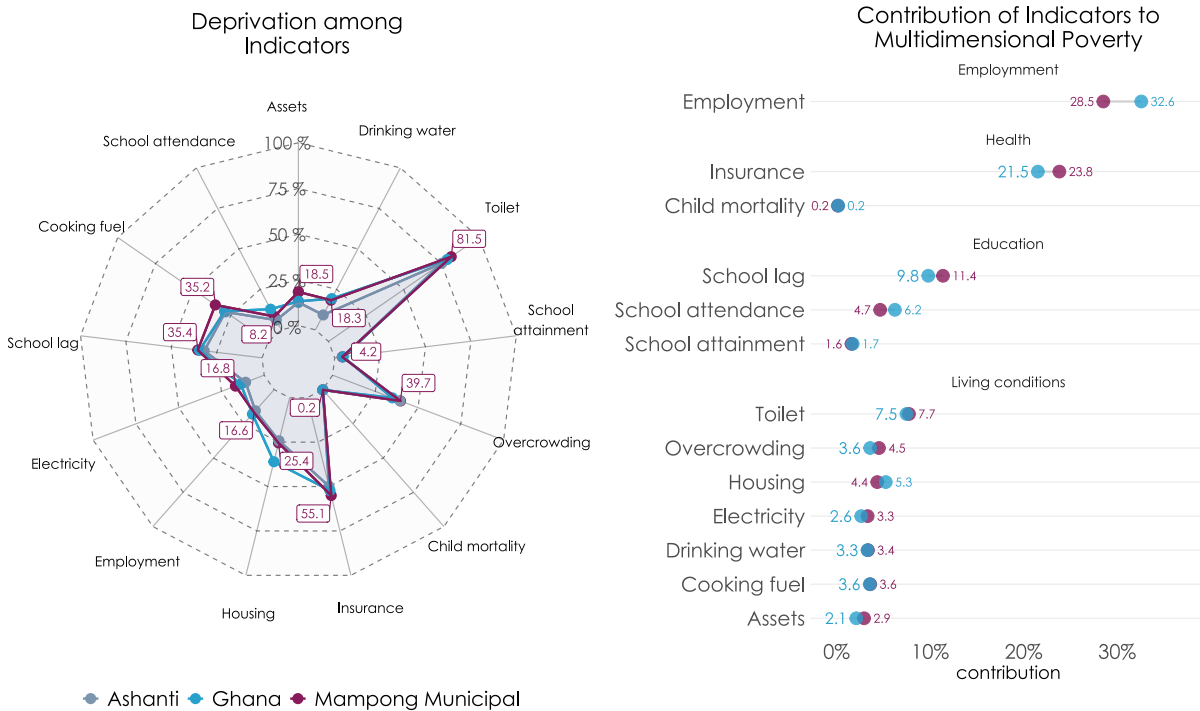 Deprivation among
Indicators
Assets
School attendance
Drinking water
100 %
Cooking fuel
75 %
Toilet
50 %
81.5
25 %
18.5
35.2
School
attainment
18.3
0 %
8.2
35.4
School lag
4.2
16.8
39.7
0.2
16.6
Overcrowding
25.4
Electricity
55.1
Child mortality
Employment
Housing
Insurance
Ashanti Ghana Mampong Municipal
Contribution of Indicators to
Multidimensional Poverty
Employmment
Employment 28.5 32.6
Health
Insurance 21.5 23.8
Child mortality 0.2 0.2
Education
School lag 9.8 11.4
School attendance 4.7 6.2
School attainment 1.6 1.7
Living conditions
Toilet 7.5 7.7
Overcrowding 3.6 4.5
Housing 4.4 5.3
Electricity 2.6 3.3
Drinking water 3.3 3.4
Cooking fuel 3.6 3.6
Assets 2.1 2.9
0% 10% 20% 30%
contribution